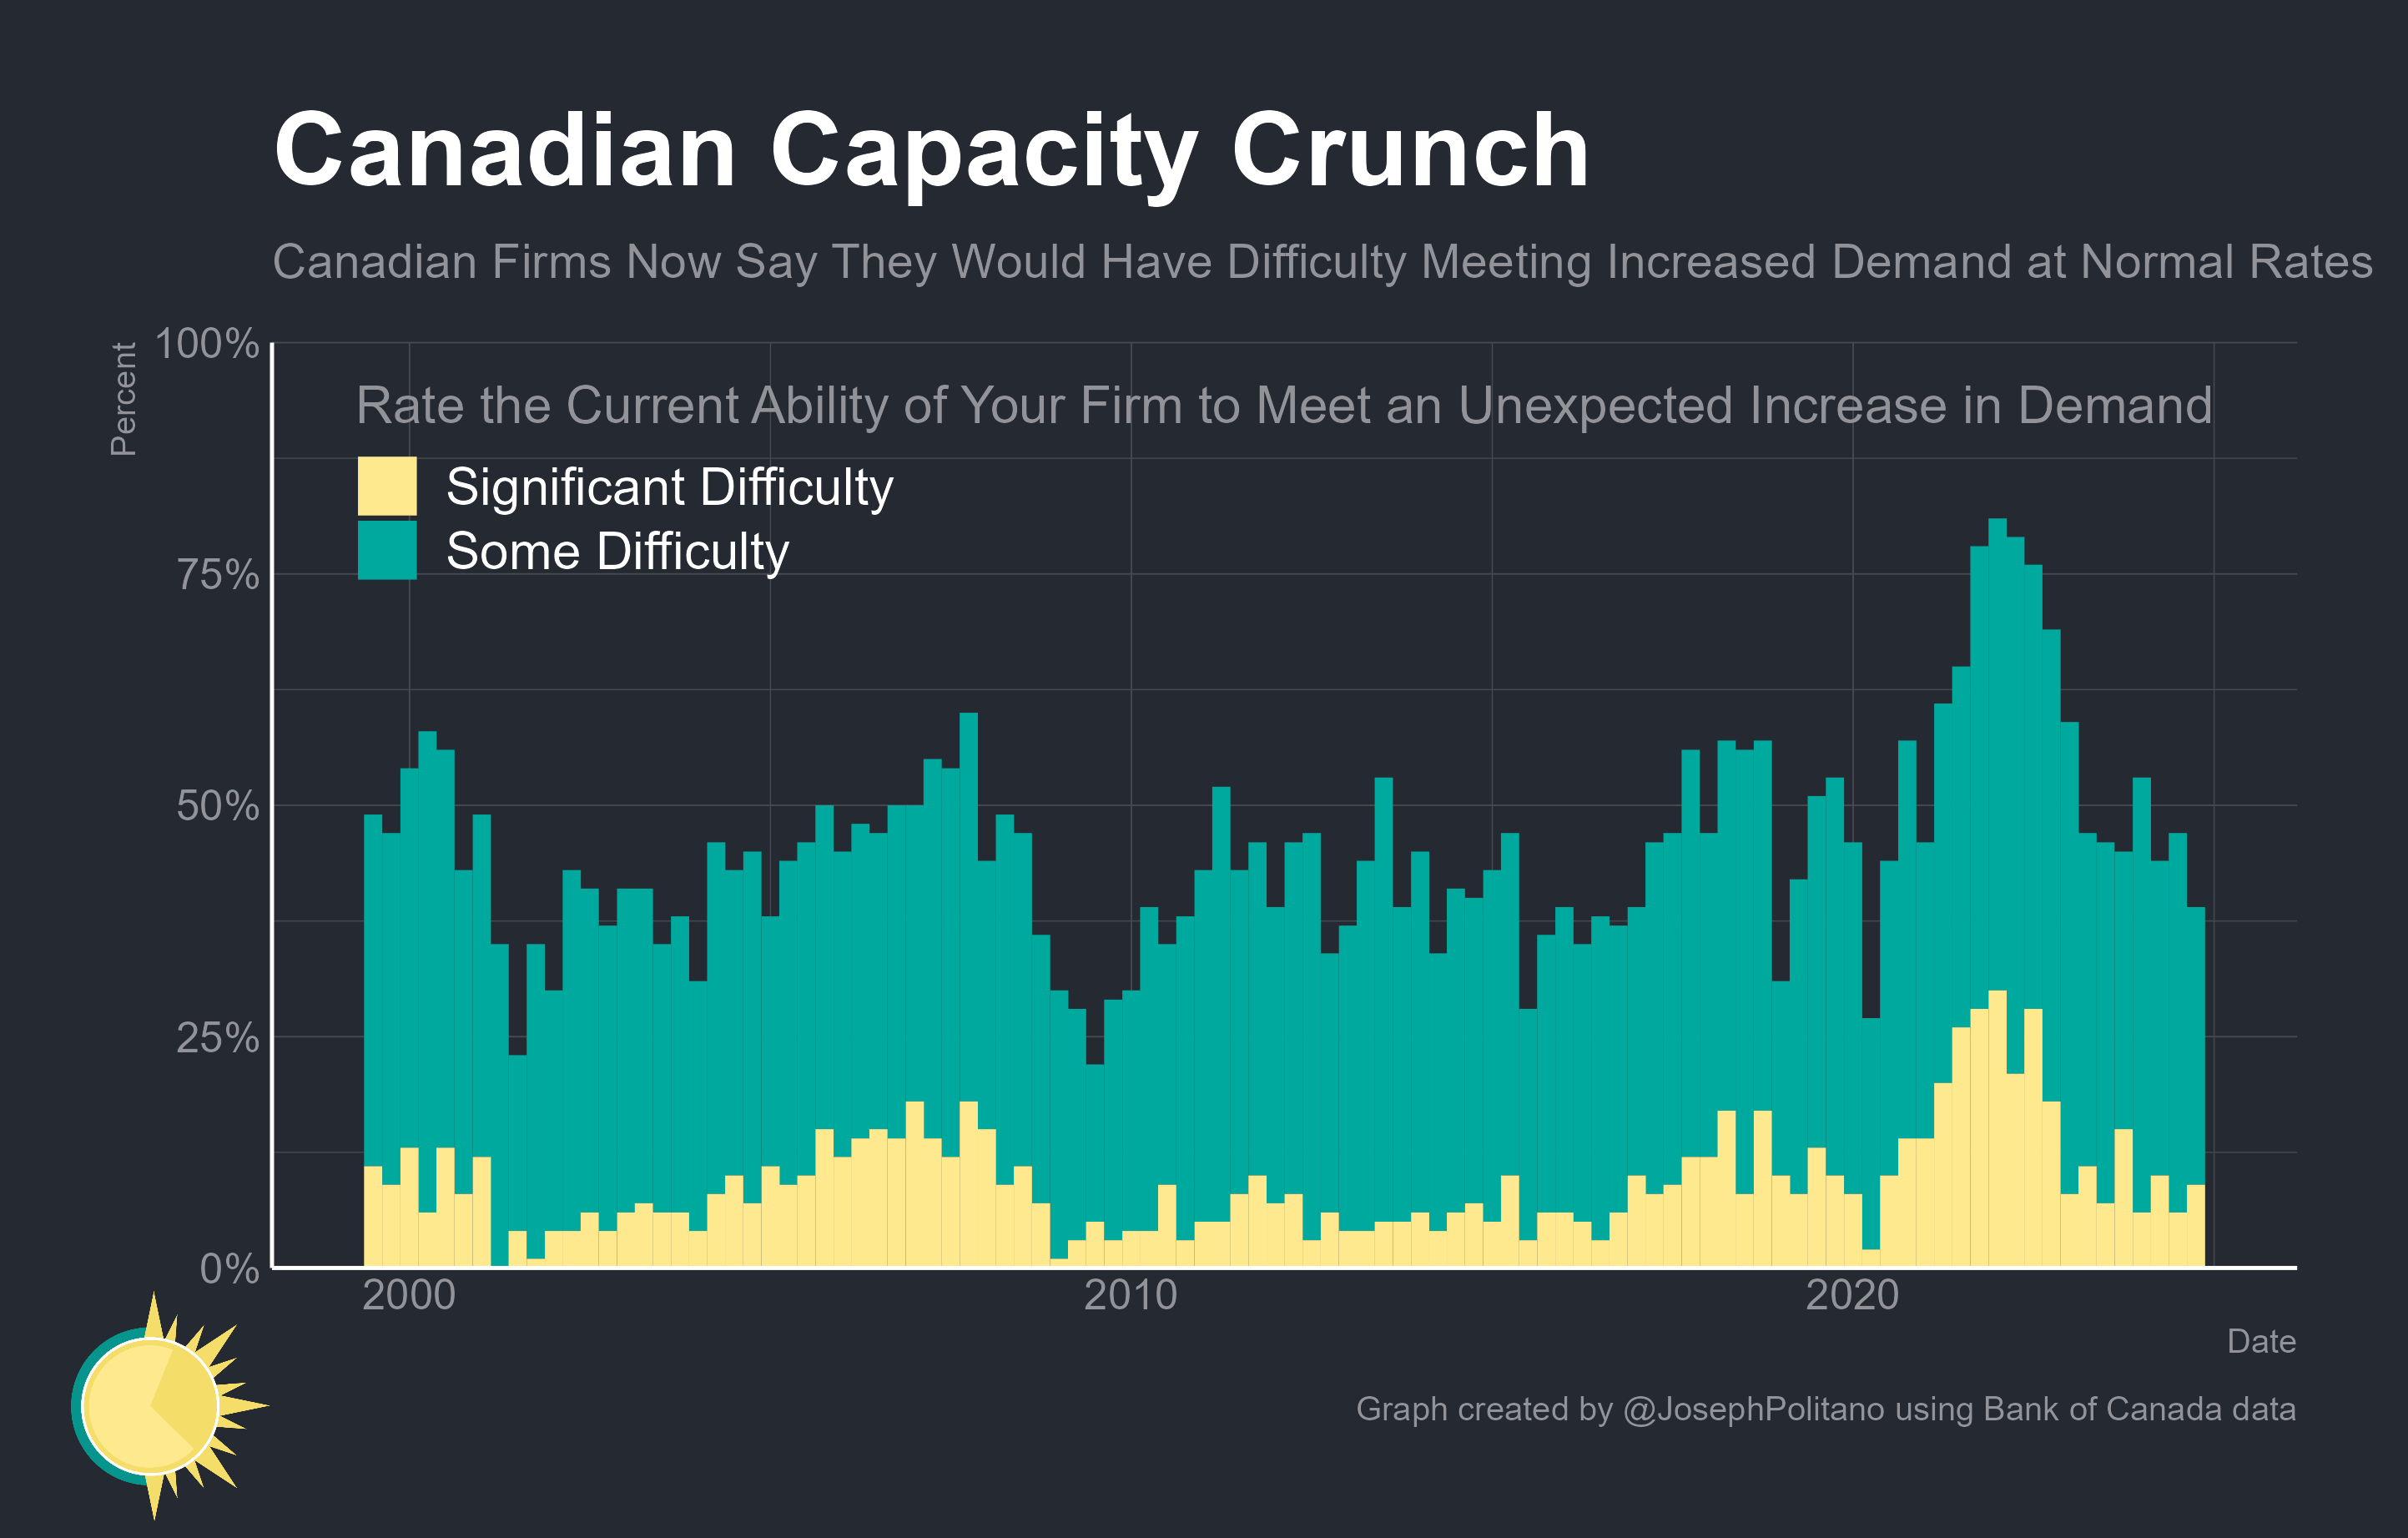 Canadian Capacity Crunch
Canadian Firms Now Say They Would Have Difficulty Meeting Increased Demand at Normal Rates
Percent
100%
Rate the Current Ability of Your Firm to Meet an Unexpected Increase in Demand
Significant Difficulty
Some Difficulty
75%
50%
25%
0%
2000 2010 2020
Date
Graph created by @JosephPolitano using Bank of Canada data